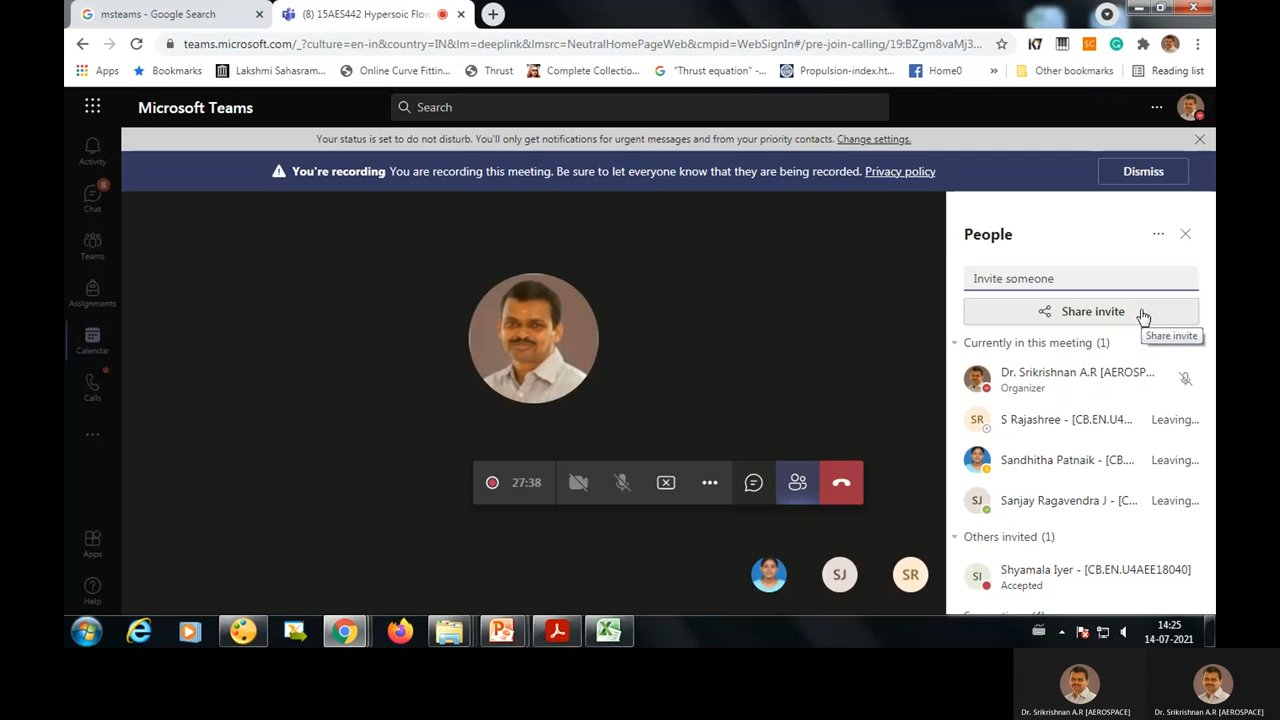 msteams - Google Search
(8) 15AES442 Hypersoic Flow
teams.microsoft.com/_?culture=en-in&country=IN&lm=deeplink&lmsrc=NeutralHomePageWeb&cmpid=WebSignIn#/pre-join-calling/19:BZgm8vaMj3...
Apps
Bookmarks
Lakshmi Sahasram...
Online Curve Fittin...
Thrust
Complete Collection...
"Thrust equation" -...
Propulsion-index.ht...
Home0
»
Other bookmarks
Reading list
Microsoft Teams
Search
Your status is set to do not disturb. You'll only get notifications for urgent messages and from your priority contacts. Change settings.
You're recording You are recording this meeting. Be sure to let everyone know that they are being recorded. Privacy policy
Dismiss
Activity
8
Chat
Teams
Assignments
Calendar
Calls
Apps
Help
27:38
SJ
SR
People
Invite someone
Share invite
Share invite
Currently in this meeting (1)
Dr. Srikrishnan A.R [AEROSP...
Organizer
SR
S Rajashree - [CB.EN.U4...
Leaving...
Sandhitha Patnaik - [CB....
Leaving...
SJ
Sanjay Ragavendra J - [C...
Leaving...
Others invited (1)
SI
Shyamala Iyer - [CB.EN.U4AEE18040]
Accepted
14:25
14-07-2021
Dr. Srikrishnan A.R [AEROSPACE]
Dr. Srikrishnan A.R [AEROSPACE]